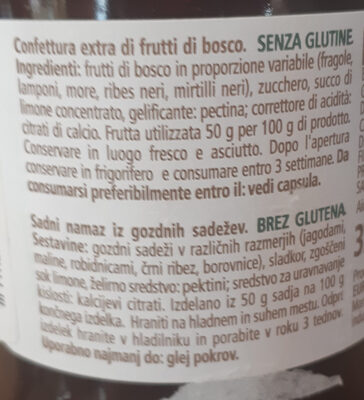 Confettura extra di frutti di bosco. SENZA GLUTINE
Ingredienti: frutti di bosco in proporzione variabile (fragole,
lamponi, more, ribes neri, mirtilli neri), zucchero, succo di
limone concentrato, gelificante: pectina; correttore di acidità:
citrati di calcio. Frutta utilizzata 50 g per 100 g di prodotto.
Conservare in luogo fresco e asciutto. Dopo l'apertura
conservare in frigorifero e consumare entro 3 settimane. Da
consumarsi preferibilmente entro il: vedi capsula.
Sadni namaz iz gozdnih sadežev. BREZ GLUTENA
Sestavine: gozdni sadeži v različnih razmerjih (jagodami,
maline, robidnicami, črni ribez, borovnice), sladkor, zgoščeni
sok limone, želirno sredstvo: pektini; sredstvo za uravnavanje
kislosti: kalcijevi citrati. Izdelano iz 50 g sadja na 100 g
končnega izdelka. Hraniti na hladnem in suhem mestu. Odprt
izdelek hranite v hladilniku in porabite v roku 3 tednov.
Uporabno najmanj do: glej pokrov.